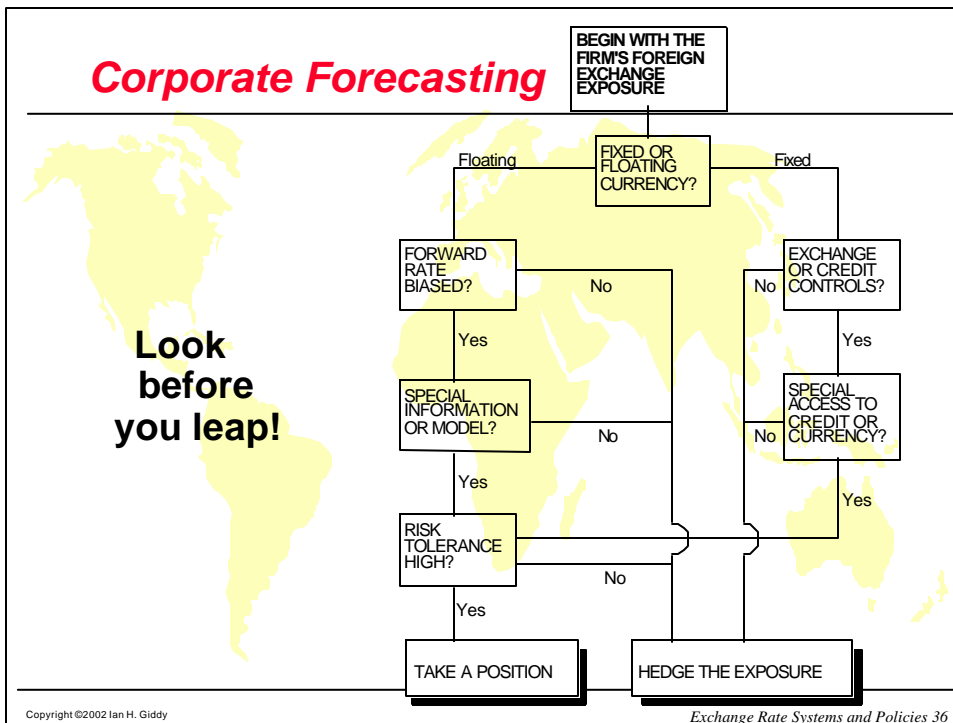 Corporate Forecasting
BEGIN WITH THE
FIRM'S FOREIGN
EXCHANGE
EXPOSURE
Floating
FIXED OR
FLOATING
CURRENCY?
Fixed
FORWARD
RATE
BIASED?
No
No
EXCHANGE
OR CREDIT
CONTROLS?
Look
before
you leap!
Yes
Yes
SPECIAL
INFORMATION
OR MODEL?
No
No
SPECIAL
ACCESS TO
CREDIT OR
CURRENCY?
Yes
Yes
RISK
TOLERANCE
HIGH?
No
Yes
TAKE A POSITION
HEDGE THE EXPOSURE
Copyright ©2002 Ian H. Giddy
Exchange Rate Systems and Policies 36